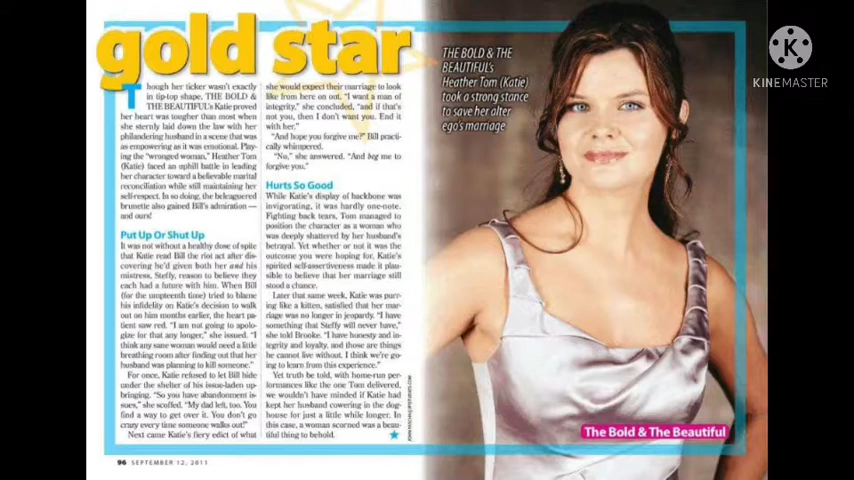 gold star
Though her ticker wasn't exactly
in tip-top shape, THE BOLD &
THE BEAUTIFUL's Katie proved
her heart was tougher than most when
she sternly laid down the law with her
philandering husband in a scene that was
as empowering as it was emotional. Play-
ing the "wronged woman," Heather Tom
(Katie) faced an uphill battle in leading
her character toward a believable marital
reconciliation while still maintaining her
self-respect. In so doing, the beleaguered
brunette also gained Bill's admiration —
and ours!
Put Up Or Shut Up
It was not without a healthy dose of spite
that Katie read Bill the riot act after dis-
covering he'd given both her and his
mistress, Steffy, reason to believe they
each had a future with him. When Bill
(for the umpteenth time) tried to blame
his infidelity on Katie's decision to walk
out on him months earlier, the heart pa-
tient saw red. "I am not going to apolo-
gize for that any longer," she issued. "I
think any sane woman would need a little
breathing room after finding out that her
husband was planning to kill someone."
For once, Katie refused to let Bill hide
under the shelter of his issue-laden up-
bringing. "So you have abandonment is-
sues," she scoffed. "My dad left, too. You
find a way to get over it. You don't go
crazy every time someone walks out!"
Next came Katie's fiery edict of what
she would expect their marriage to look
like from here on out. "I want a man of
integrity," she concluded, "and if that's
not you, then I don't want you. End it
with her."
"And hope you forgive me?" Bill practi-
cally whimpered.
"No," she answered. "And beg me to
forgive you."
Hurts So Good
While Katie's display of backbone was
invigorating, it was hardly one-note.
Fighting back tears, Tom managed to
position the character as a woman who
was deeply shattered by her husband's
betrayal. Yet whether or not it was the
outcome you were hoping for, Katie's
spirited self-assertiveness made it plau-
sible to believe that her marriage still
stood a chance.
Later that same week, Katie was purr-
ing like a kitten, satisfied that her mar-
riage was no longer in jeopardy. "I have
something that Steffy will never have,"
she told Brooke. "I have honesty and in-
tegrity and loyalty, and those are things
he cannot live without. I think we're go-
ing to learn from this experience."
Yet truth be told, with home-run per-
formances like the one Tom delivered,
we wouldn't have minded if Katie had
kept her husband cowering in the dog-
house for just a little while longer. In
this case, a woman scorned was a beau-
tiful thing to behold.
96 SEPTEMBER 12, 2011
THE BOLD & THE
BEAUTIFUL's
Heather Tom (Katie)
took a strong stance
to save her alter
ego's marriage
The Bold & The Beautiful
K
KINEMASTER